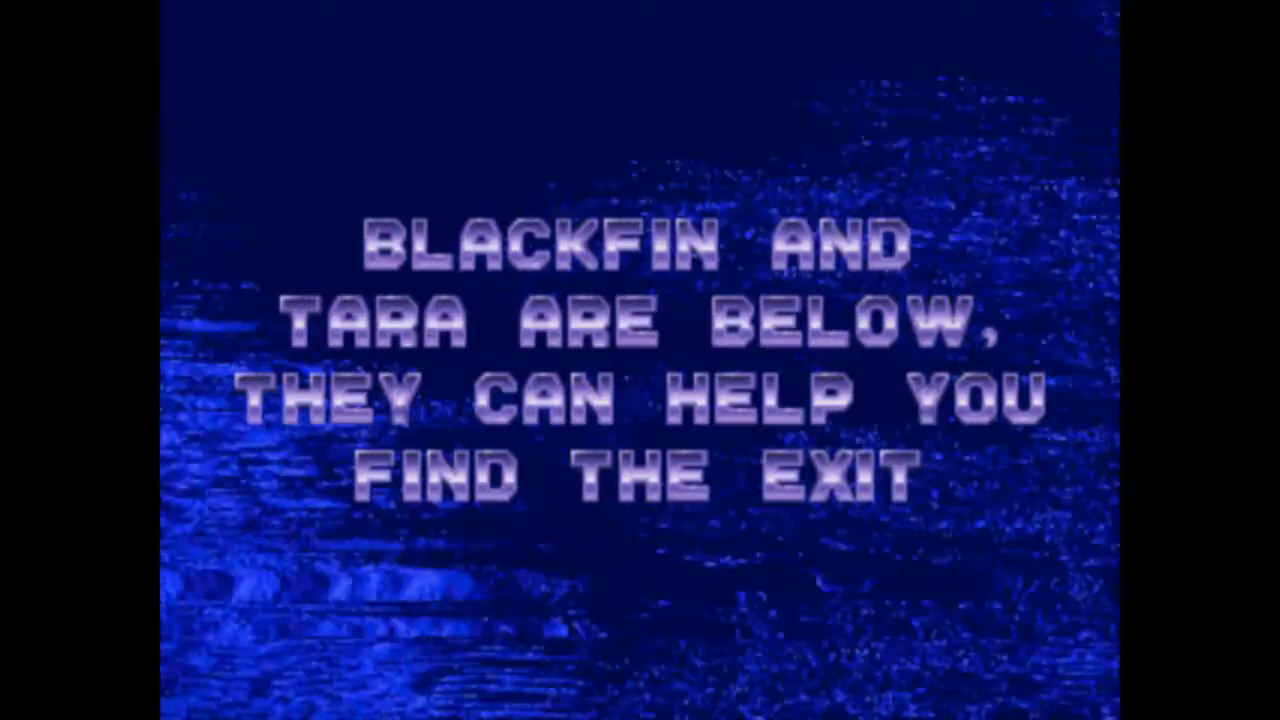 BLACKFIN AND
TARA ARE BELOW,
THEY CAN HELP YOU
FIND THE EXIT